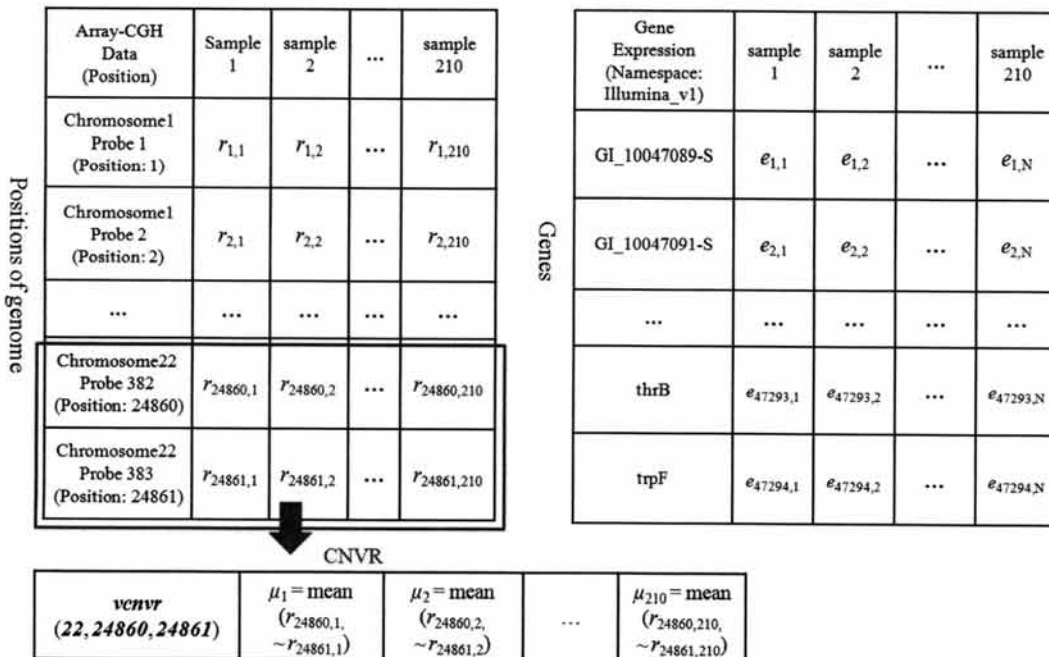 Array-CGH
Data
(Position)
Sample
1
sample
2
...
sample
210
Chromosome1
Probe 1
(Position: 1)
r1,1
r1,2
...
r1,210
Chromosome1
Probe 2
(Position: 2)
r2,1
r2,2
...
r2,210
...
...
...
...
...
Chromosome22
Probe 382
(Position: 24860)
r24860,1
r24860,2
...
r24860,210
Chromosome22
Probe 383
(Position: 24861)
r24861,1
r24861,2
...
r24861,210
Positions of genome
Gene
Expression
(Namespace:
Illumina_v1)
sample
1
sample
2
...
sample
210
GI_10047089-S
e1,1
e1,2
...
e1,N
GI_10047091-S
e2,1
e2,2
...
e2,N
...
...
...
...
...
thrB
e47293,1
e47293,2
...
e47293,N
trpF
e47294,1
e47294,2
...
e47294,N
Genes
CNVR
vcnvr
(22,24860,24861)
μ1 = mean
(r24860,1,
~r24861,1)
μ2 = mean
(r24860,2,
~r24861,2)
...
μ210 = mean
(r24860,210,
~r24861,210)